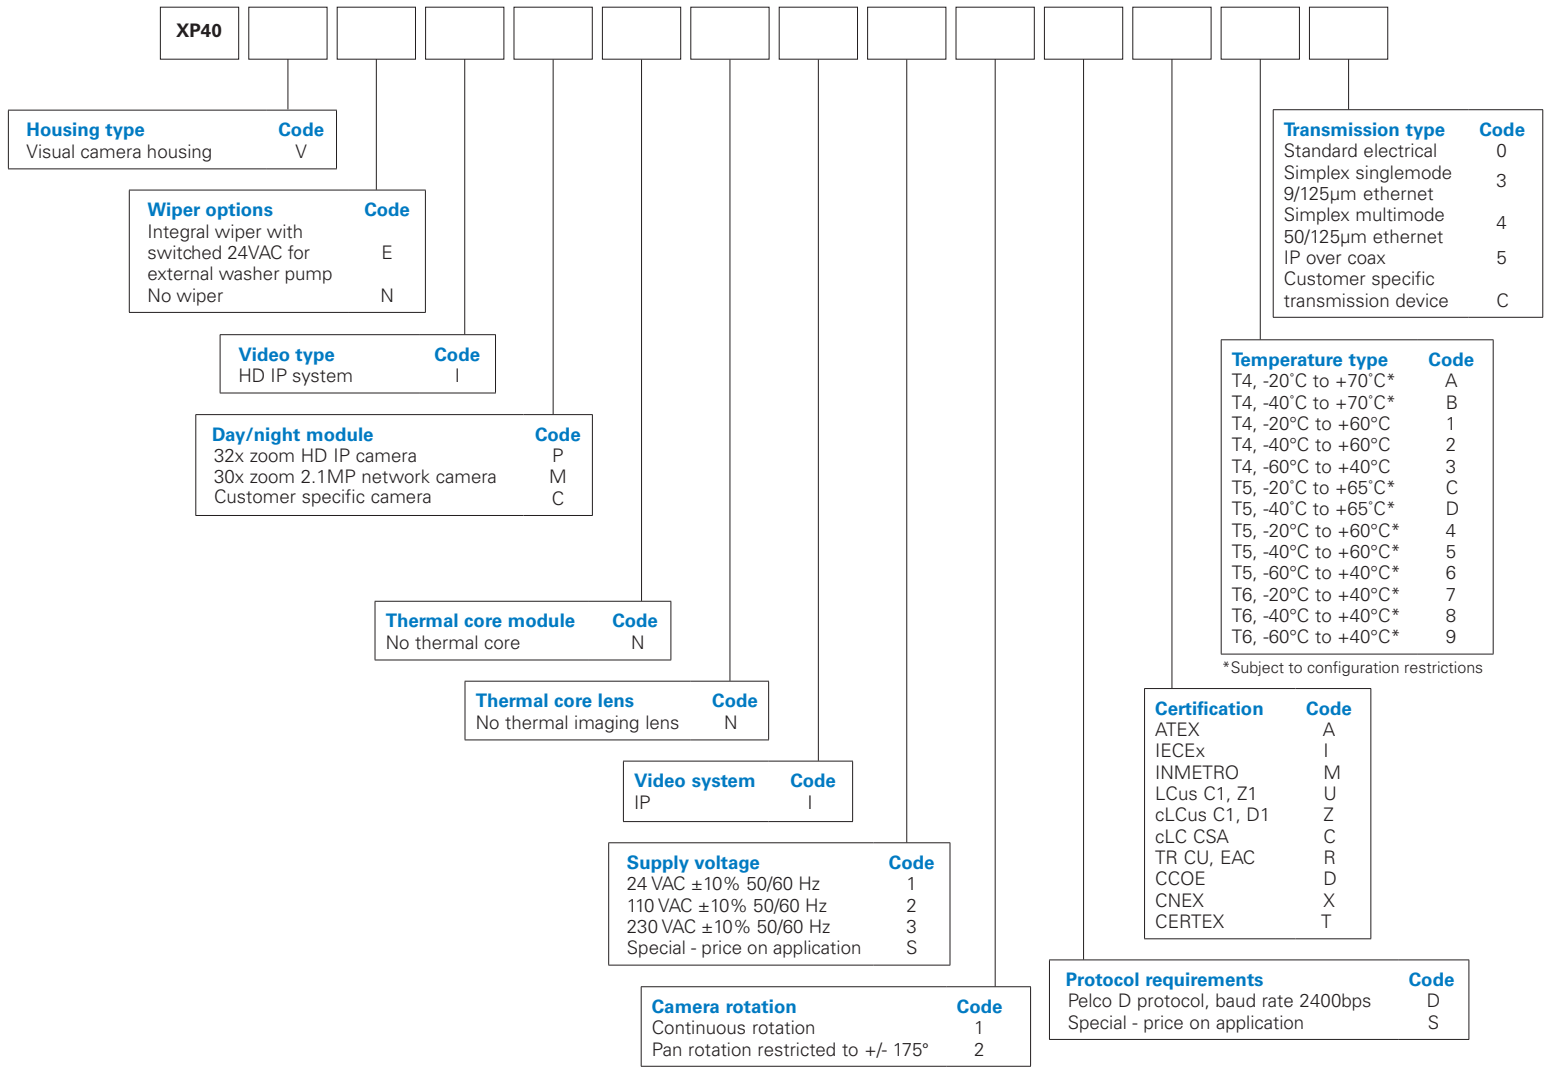 XP40
Housing type Code
Visual camera housing V
Wiper options Code
Integral wiper with
switched 24VAC for E
external washer pump
No wiper N
Video type Code
HD IP system I
Day/night module Code
32x zoom HD IP camera P
30x zoom 2.1MP network camera M
Customer specific camera C
Thermal core module Code
No thermal core N
Thermal core lens Code
No thermal imaging lens N
Video system Code
IP I
Supply voltage Code
24 VAC ±10% 50/60 Hz 1
110 VAC ±10% 50/60 Hz 2
230 VAC ±10% 50/60 Hz 3
Special - price on application S
Camera rotation Code
Continuous rotation 1
Pan rotation restricted to +/- 175° 2
Protocol requirements Code
Pelco D protocol, baud rate 2400bps D
Special - price on application S
Certification Code
ATEX A
IECEx I
INMETRO M
LCus C1, Z1 U
cLCus C1, D1 Z
cLC CSA C
TR CU, EAC R
CCOE D
CNEX X
CERTEX T
Temperature type Code
T4, -20˚C to +70˚C* A
T4, -40˚C to +70˚C* B
T4, -20°C to +60°C 1
T4, -40°C to +60°C 2
T4, -60°C to +40°C 3
T5, -20˚C to +65˚C* C
T5, -40˚C to +65˚C* D
T5, -20°C to +60°C* 4
T5, -40°C to +60°C* 5
T5, -60°C to +40°C* 6
T6, -20°C to +40°C* 7
T6, -40°C to +40°C* 8
T6, -60°C to +40°C* 9
*Subject to configuration restrictions
Transmission type Code
Standard electrical 0
Simplex singlemode
9/125µm ethernet 3
Simplex multimode
50/125µm ethernet 4
IP over coax 5
Customer specific
transmission device C